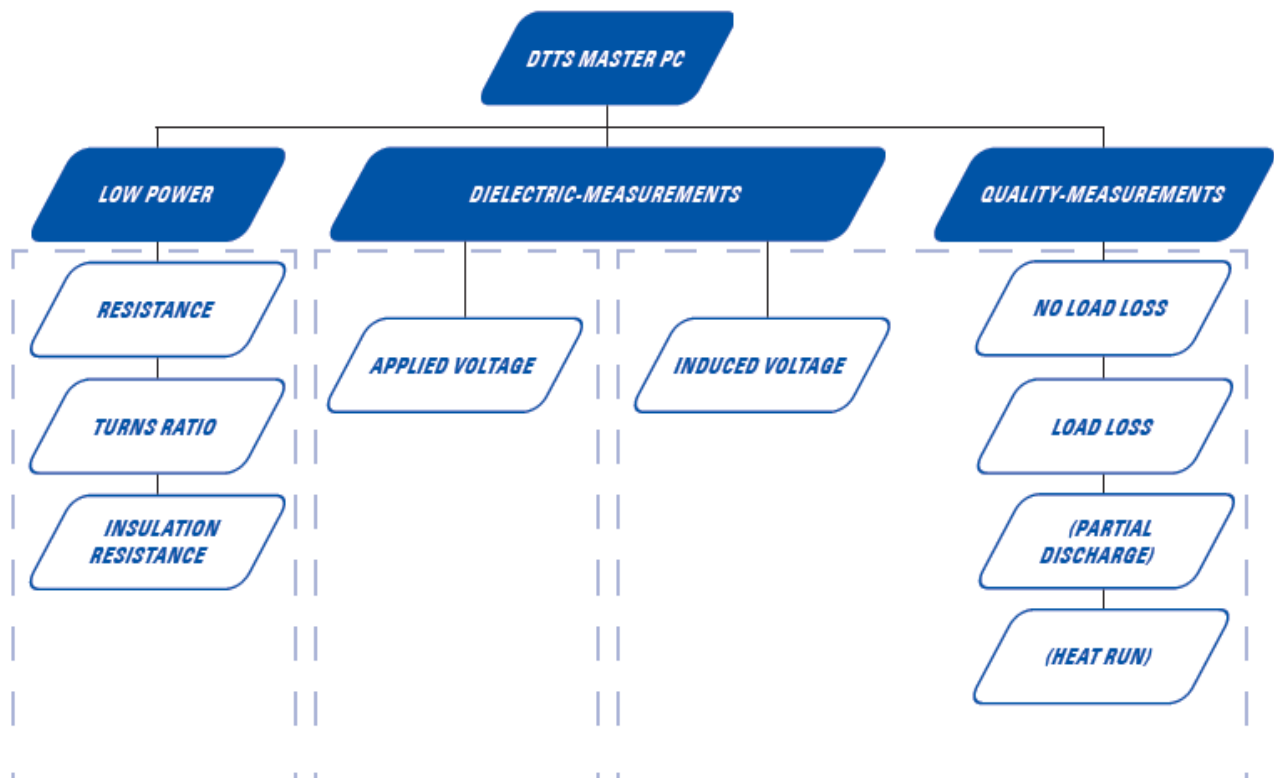 DTTS MASTER PC
LOW POWER
DIELECTRIC-MEASUREMENTS
QUALITY-MEASUREMENTS
RESISTANCE
TURNS RATIO
INSULATION
RESISTANCE
APPLIED VOLTAGE
INDUCED VOLTAGE
NO LOAD LOSS
LOAD LOSS
(PARTIAL
DISCHARGE)
(HEAT RUN)